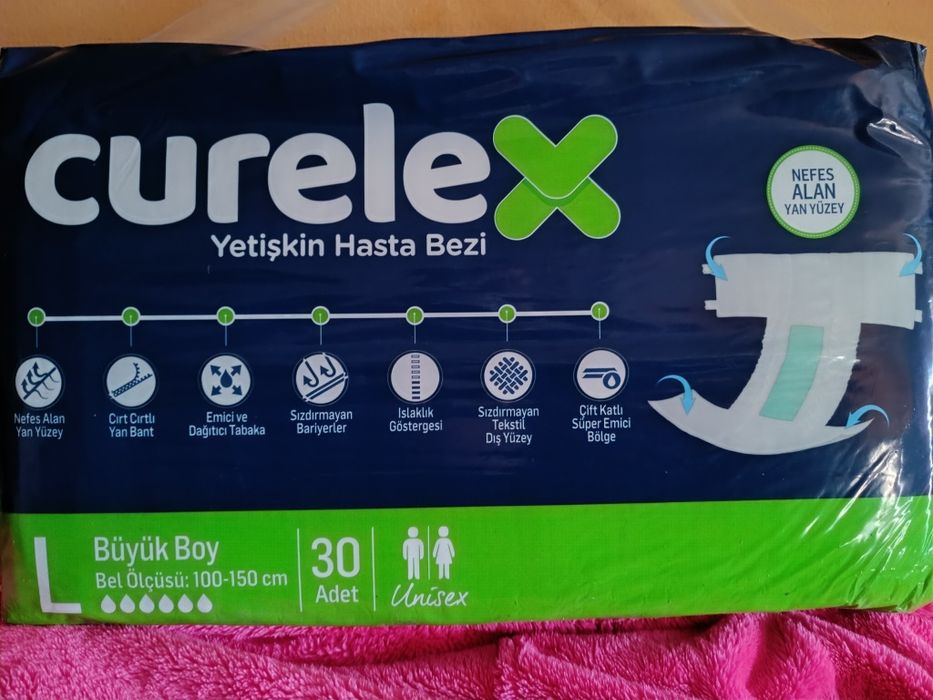 curelex
Yetişkin Hasta Bezi
NEFES
ALAN
YAN YÜZEY
Nefes Alan
Yan Yüzey
Cırt Cırtlı
Yan Bant
Emici ve
Dağıtıcı Tabaka
Sızdırmayan
Bariyerler
Islaklık
Göstergesi
Sızdırmayan
Tekstil
Dış Yüzey
Çift Katlı
Süper Emici
Bölge
L
Büyük Boy
Bel Ölçüsü: 100-150 cm
30
Adet
Unisex